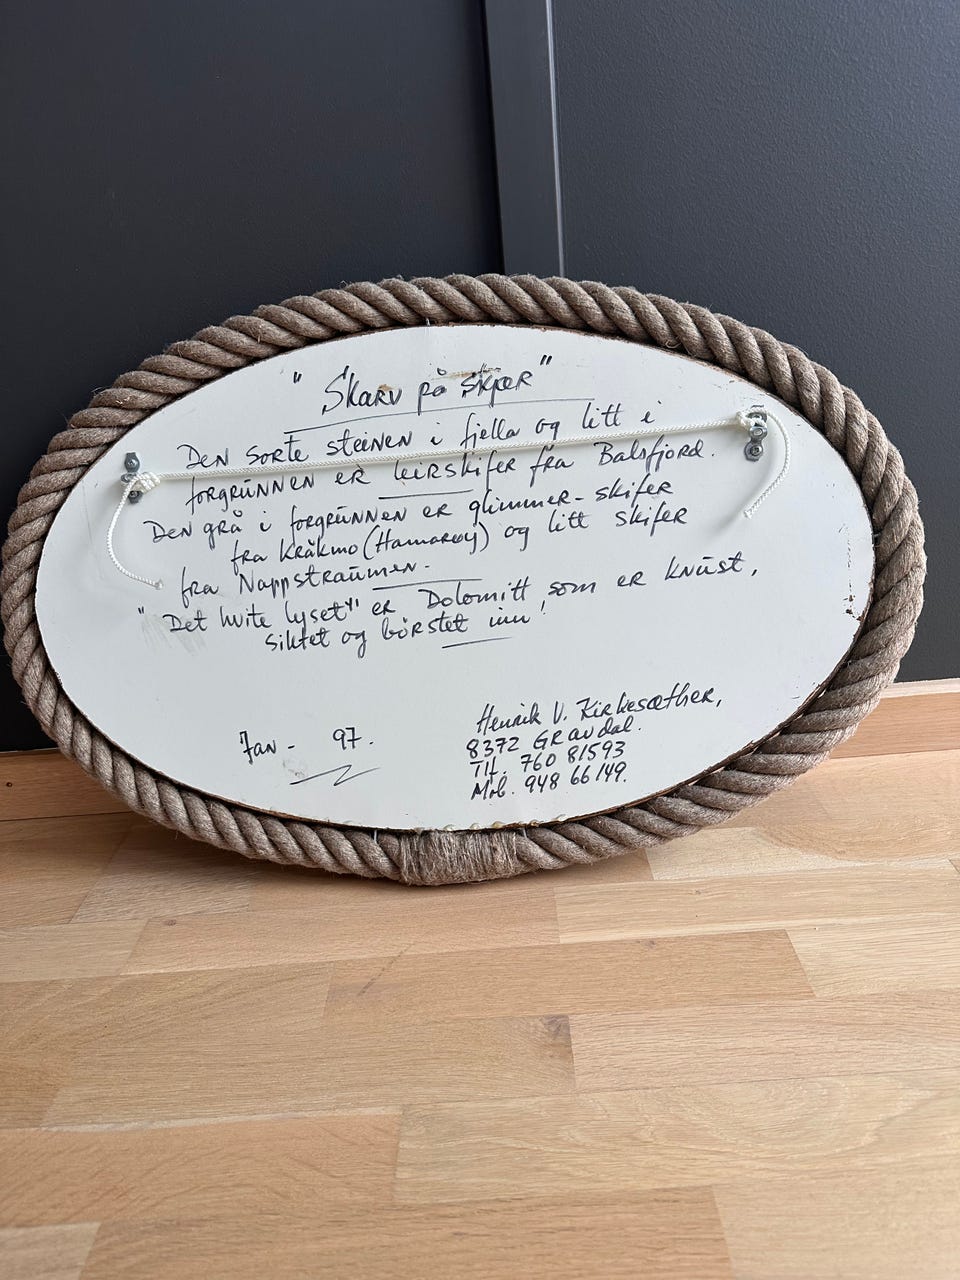 "Skarv på skjær"
Den sorte steinen i fjella og litt i
forgrunnen er leirskifer fra Balsfjord.
Den grå i forgrunnen er glimmer-skifer
fra Kråkmo (Hamarøy) og litt skifer
fra Nappstraumen.
"Det hvite lyset" er Dolomitt som er knust,
siktet og børstet inn!
Jan - 97.
Henrik V. Kirkesæther,
8372 Gravdal.
Tlf. 760 81593
Mob. 948 66149.